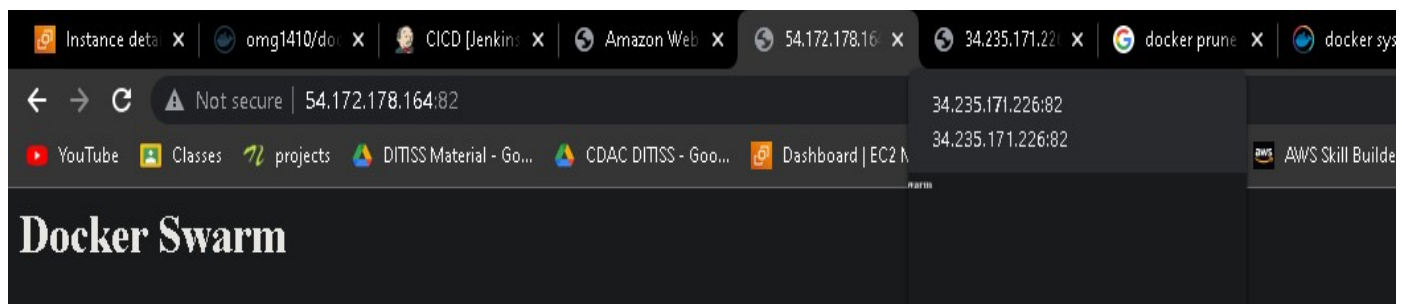 Instance deta
omg1410/doc
CICD [Jenkins
Amazon Web
54.172.178.16
34.235.171.22
docker prune
docker sys
Not secure | 54.172.178.164:82
34.235.171.226:82
34.235.171.226:82
YouTube
Classes
projects
DITISS Material - Go...
CDAC DITISS - Goo...
Dashboard | EC2 M
AWS Skill Builde
Docker Swarm